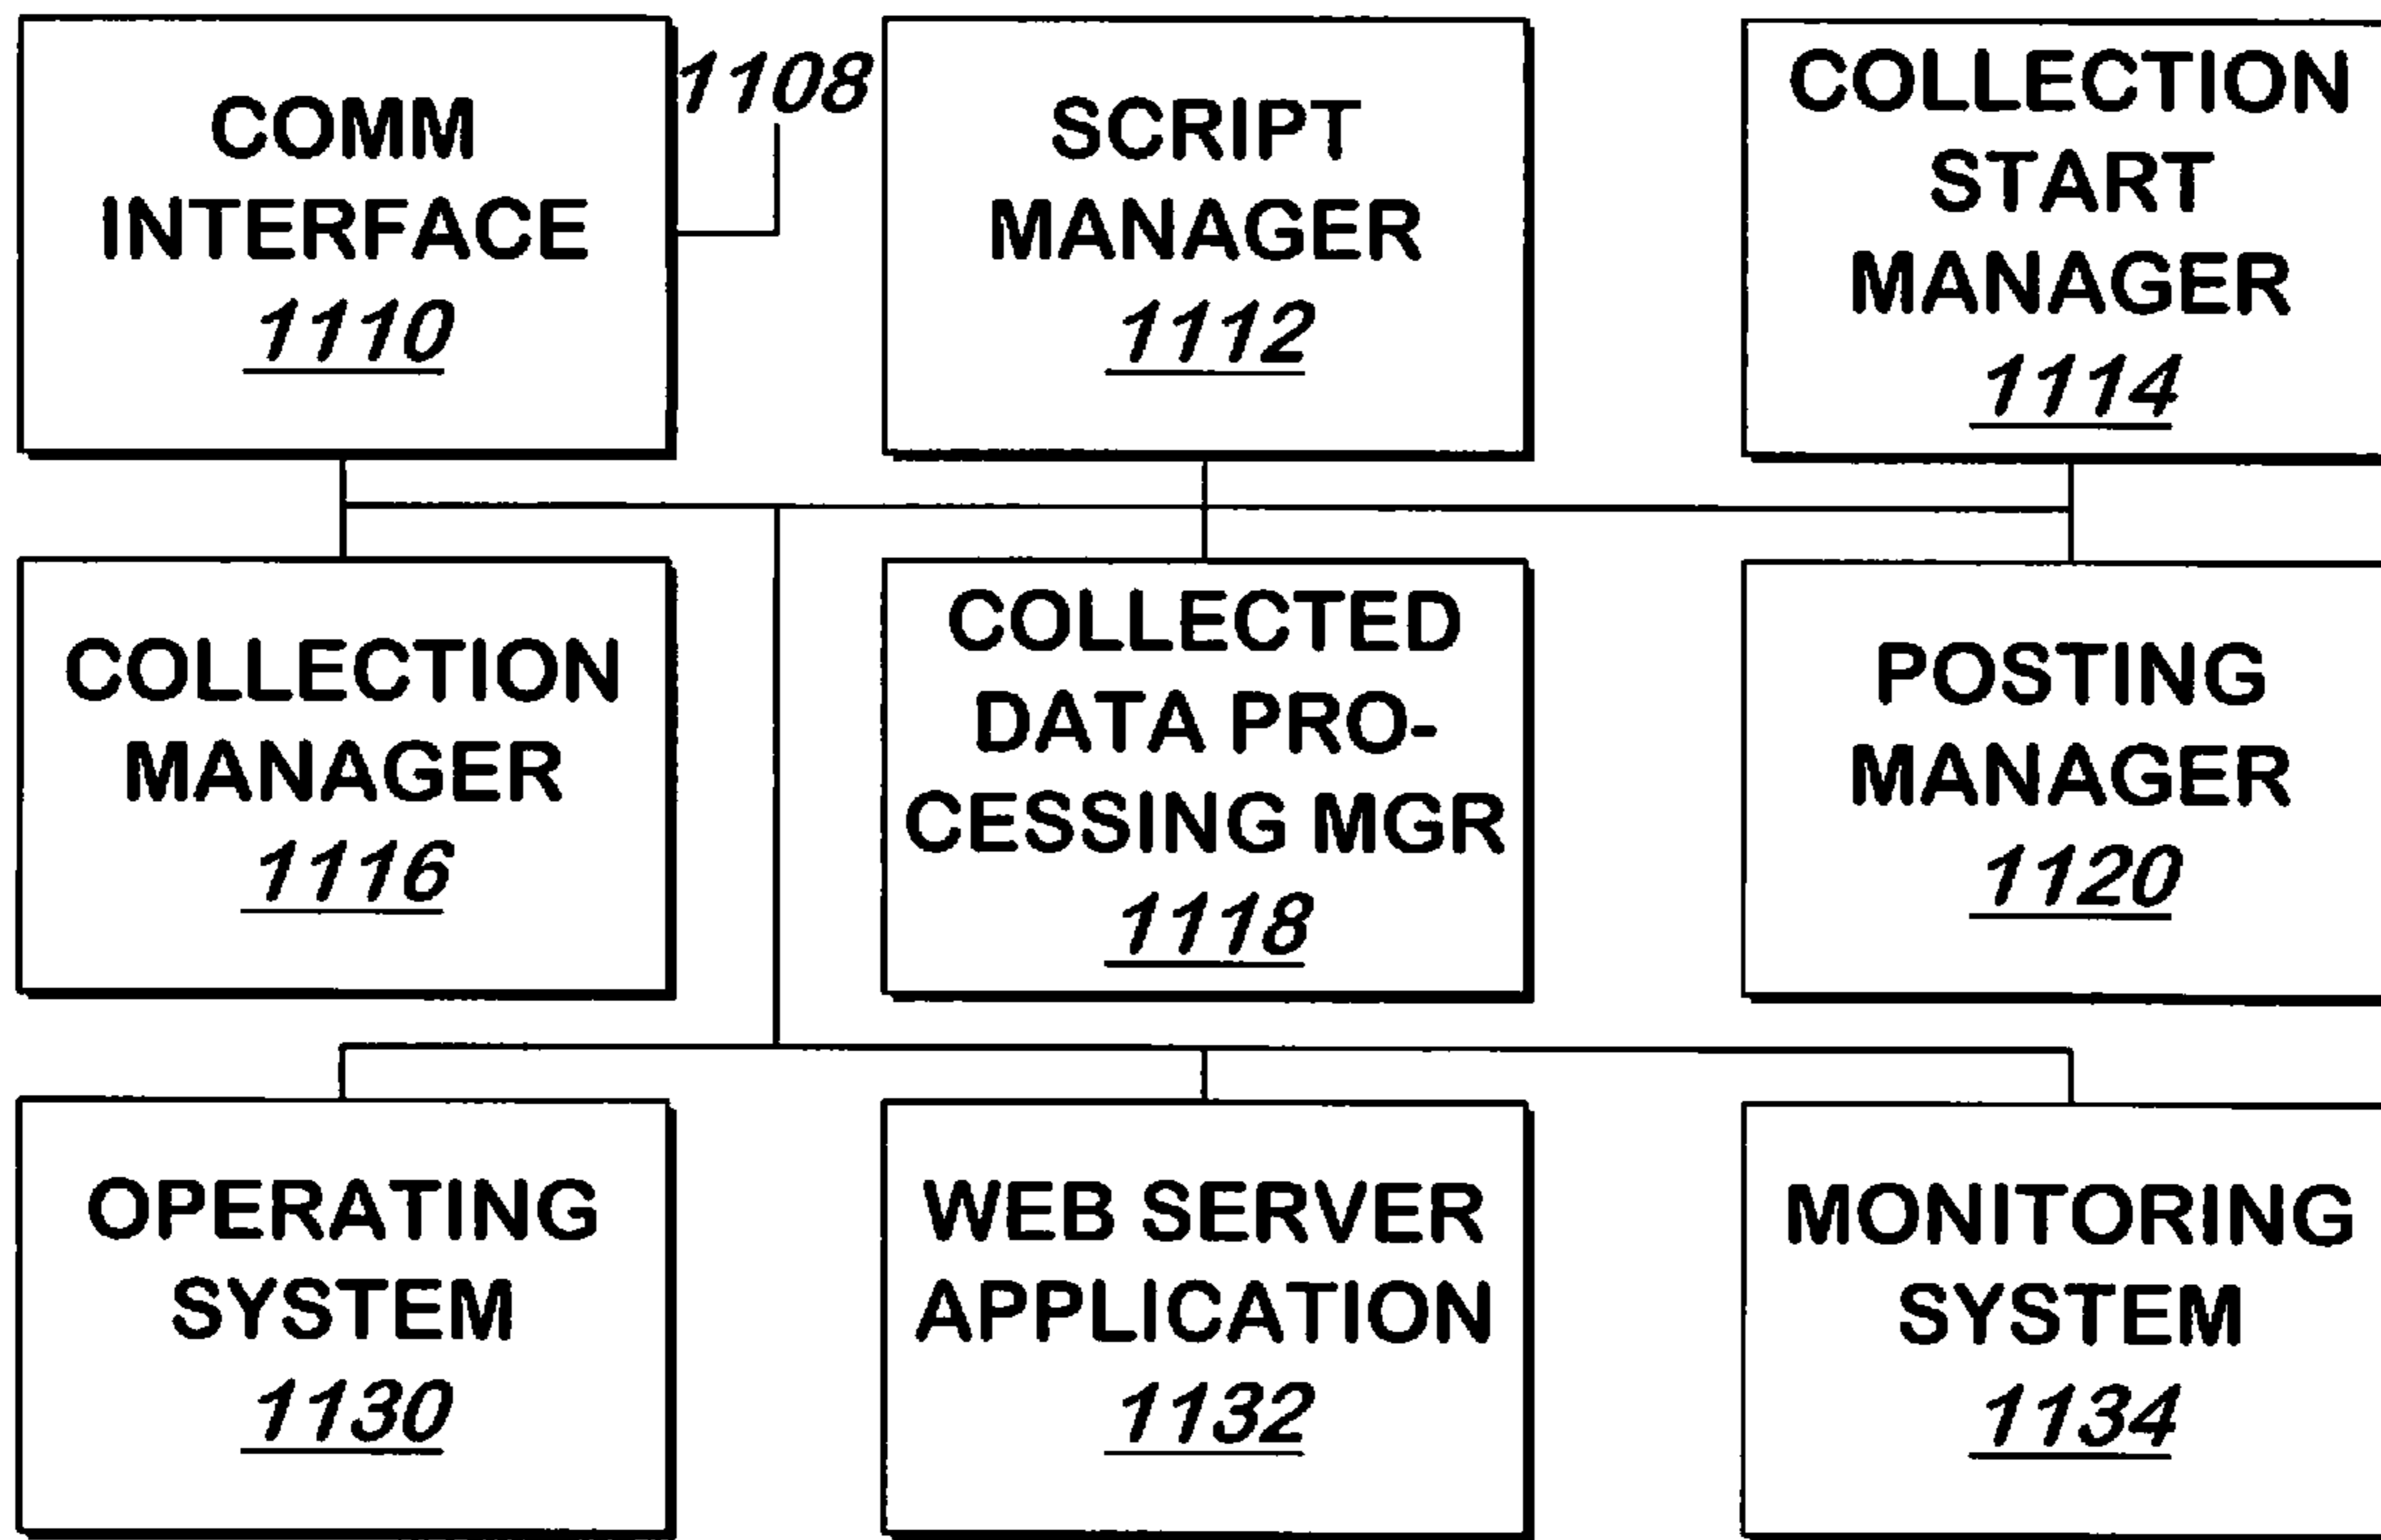 COMM
INTERFACE
1110
1108
SCRIPT
MANAGER
1112
COLLECTION
START
MANAGER
1114
COLLECTION
MANAGER
1116
COLLECTED
DATA PRO-
CESSING MGR
1118
POSTING
MANAGER
1120
OPERATING
SYSTEM
1130
WEB SERVER
APPLICATION
1132
MONITORING
SYSTEM
1134